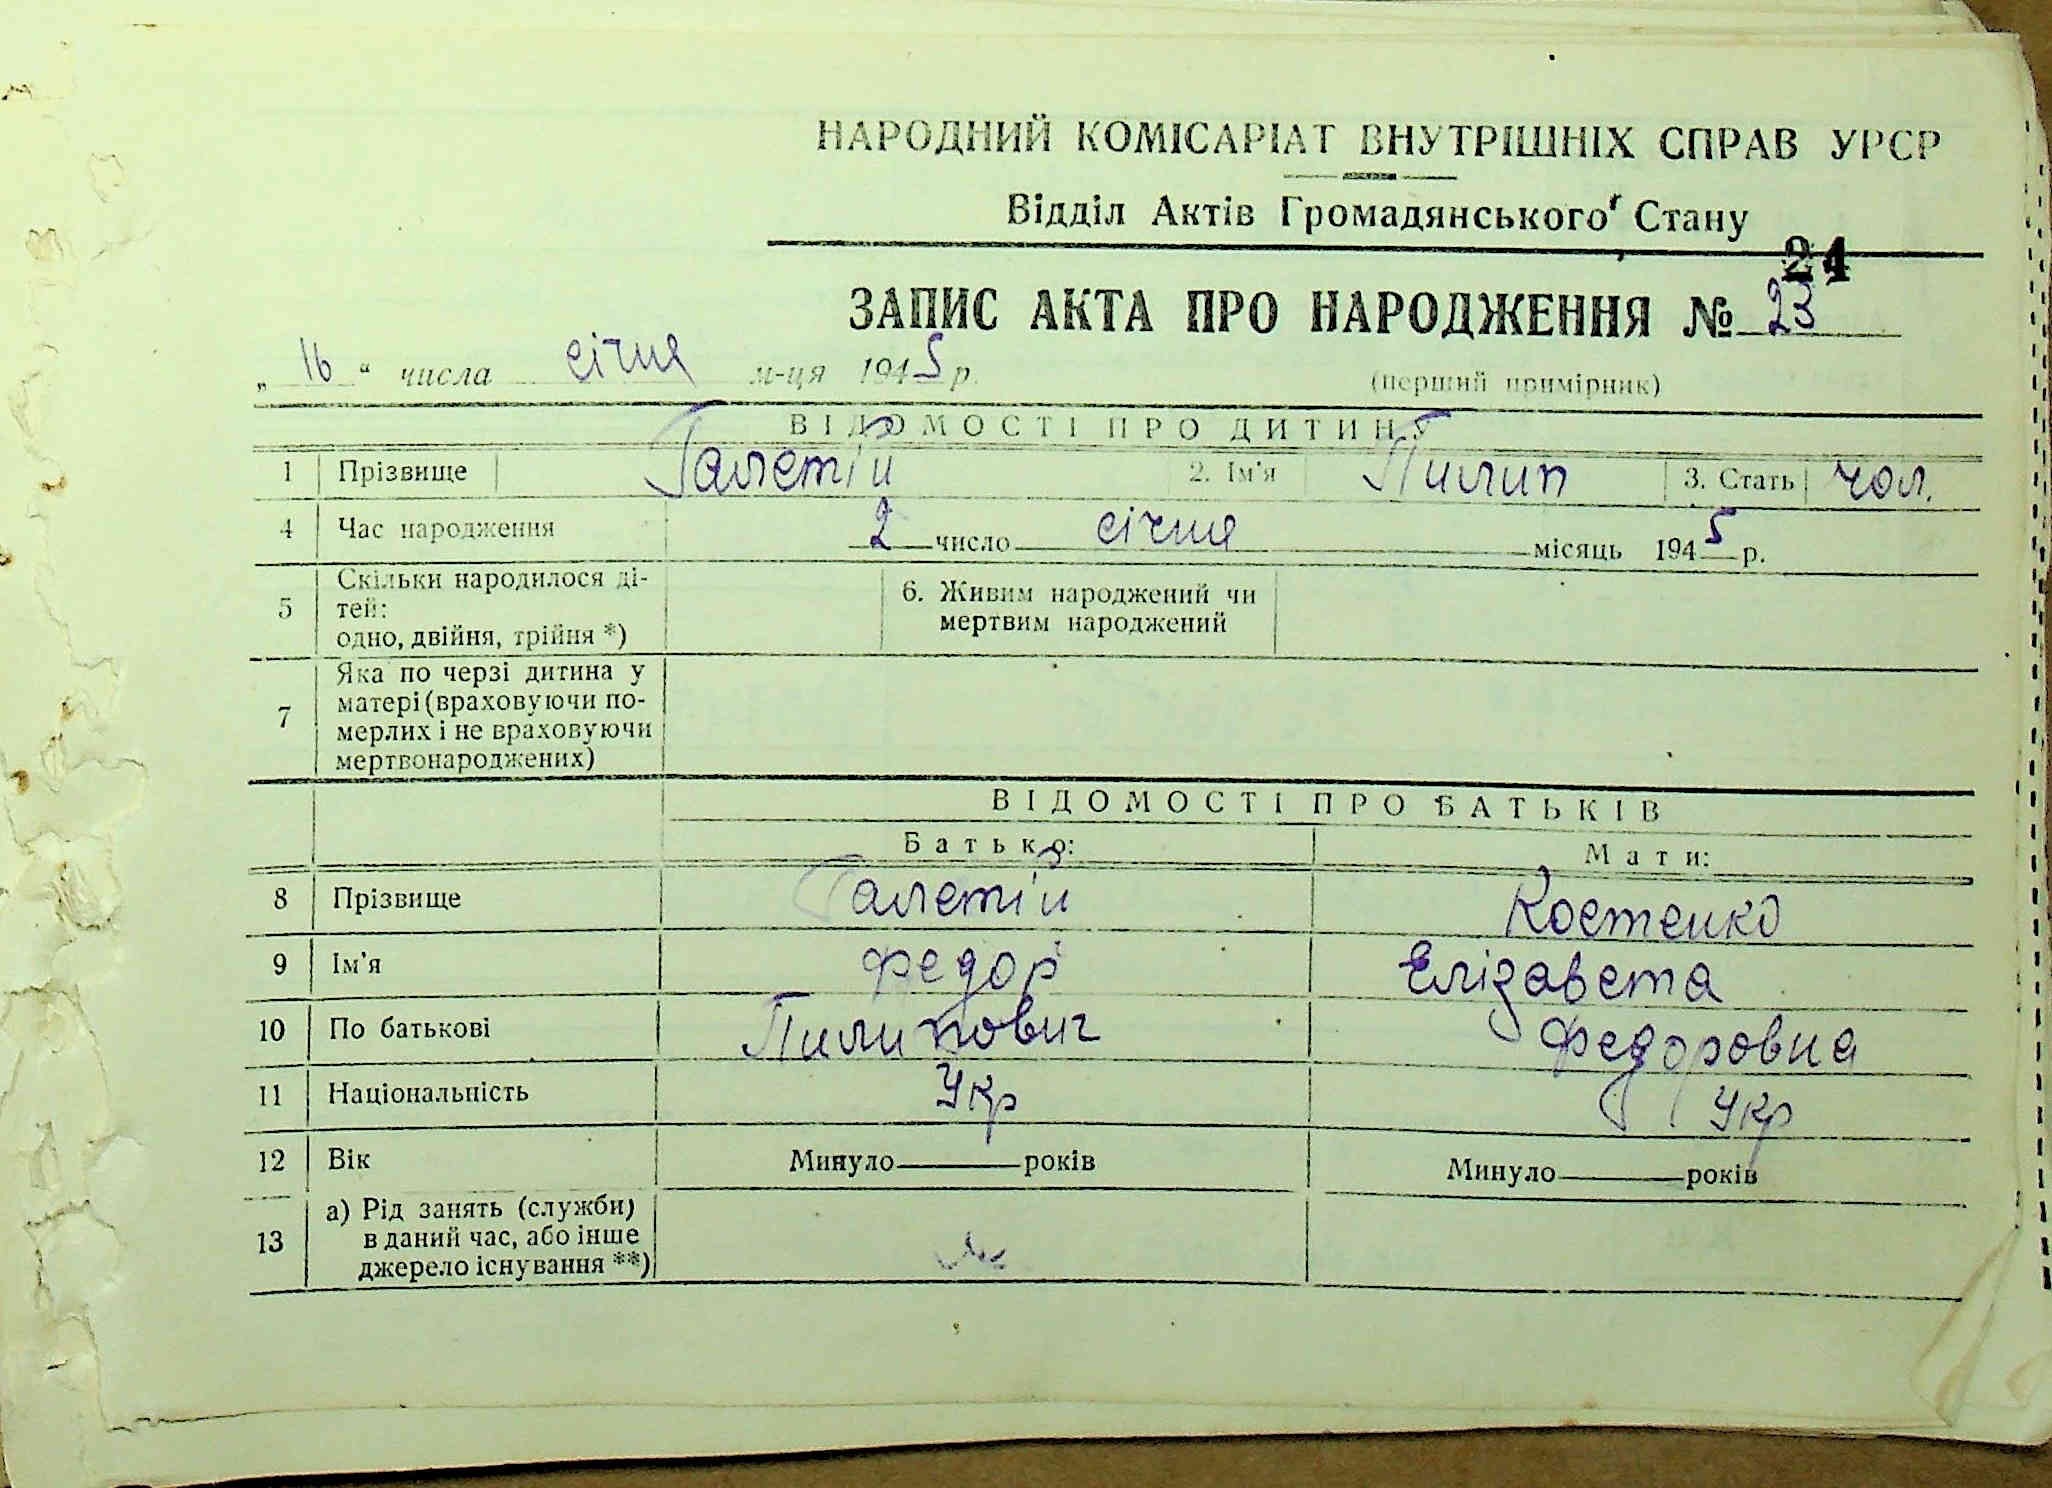 НАРОДНИЙ КОМІСАРІАТ ВНУТРІШНІХ СПРАВ УРСР
Відділ Актів Громадянського Стану
24
ЗАПИС АКТА ПРО НАРОДЖЕННЯ № 23
„ 16 “ числа січня м-ця 1945 р. (перший примірник)
ВІДОМОСТІ ПРО ДИТИНУ
1 Прізвище Галетій 2. Ім'я Пилип 3. Стать чол.
4 Час народження 2 число січня місяць 1945 р.
5 Скільки народилося ді-
тей:
одно, двійня, трійня *)
6. Живим народжений чи
мертвим народжений
7 Яка по черзі дитина у
матері (враховуючи по-
мерлих і не враховуючи
мертвонароджених)
ВІДОМОСТІ ПРО БАТЬКІВ
Батько: Мати:
8 Прізвище Галетій Костенко
9 Ім'я Федор Елізавета
10 По батькові Пилипович Федоровна
11 Національність Укр Укр
12 Вік Минуло років Минуло років
13 а) Рід занять (служби)
в даний час, або інше
джерело існування **)